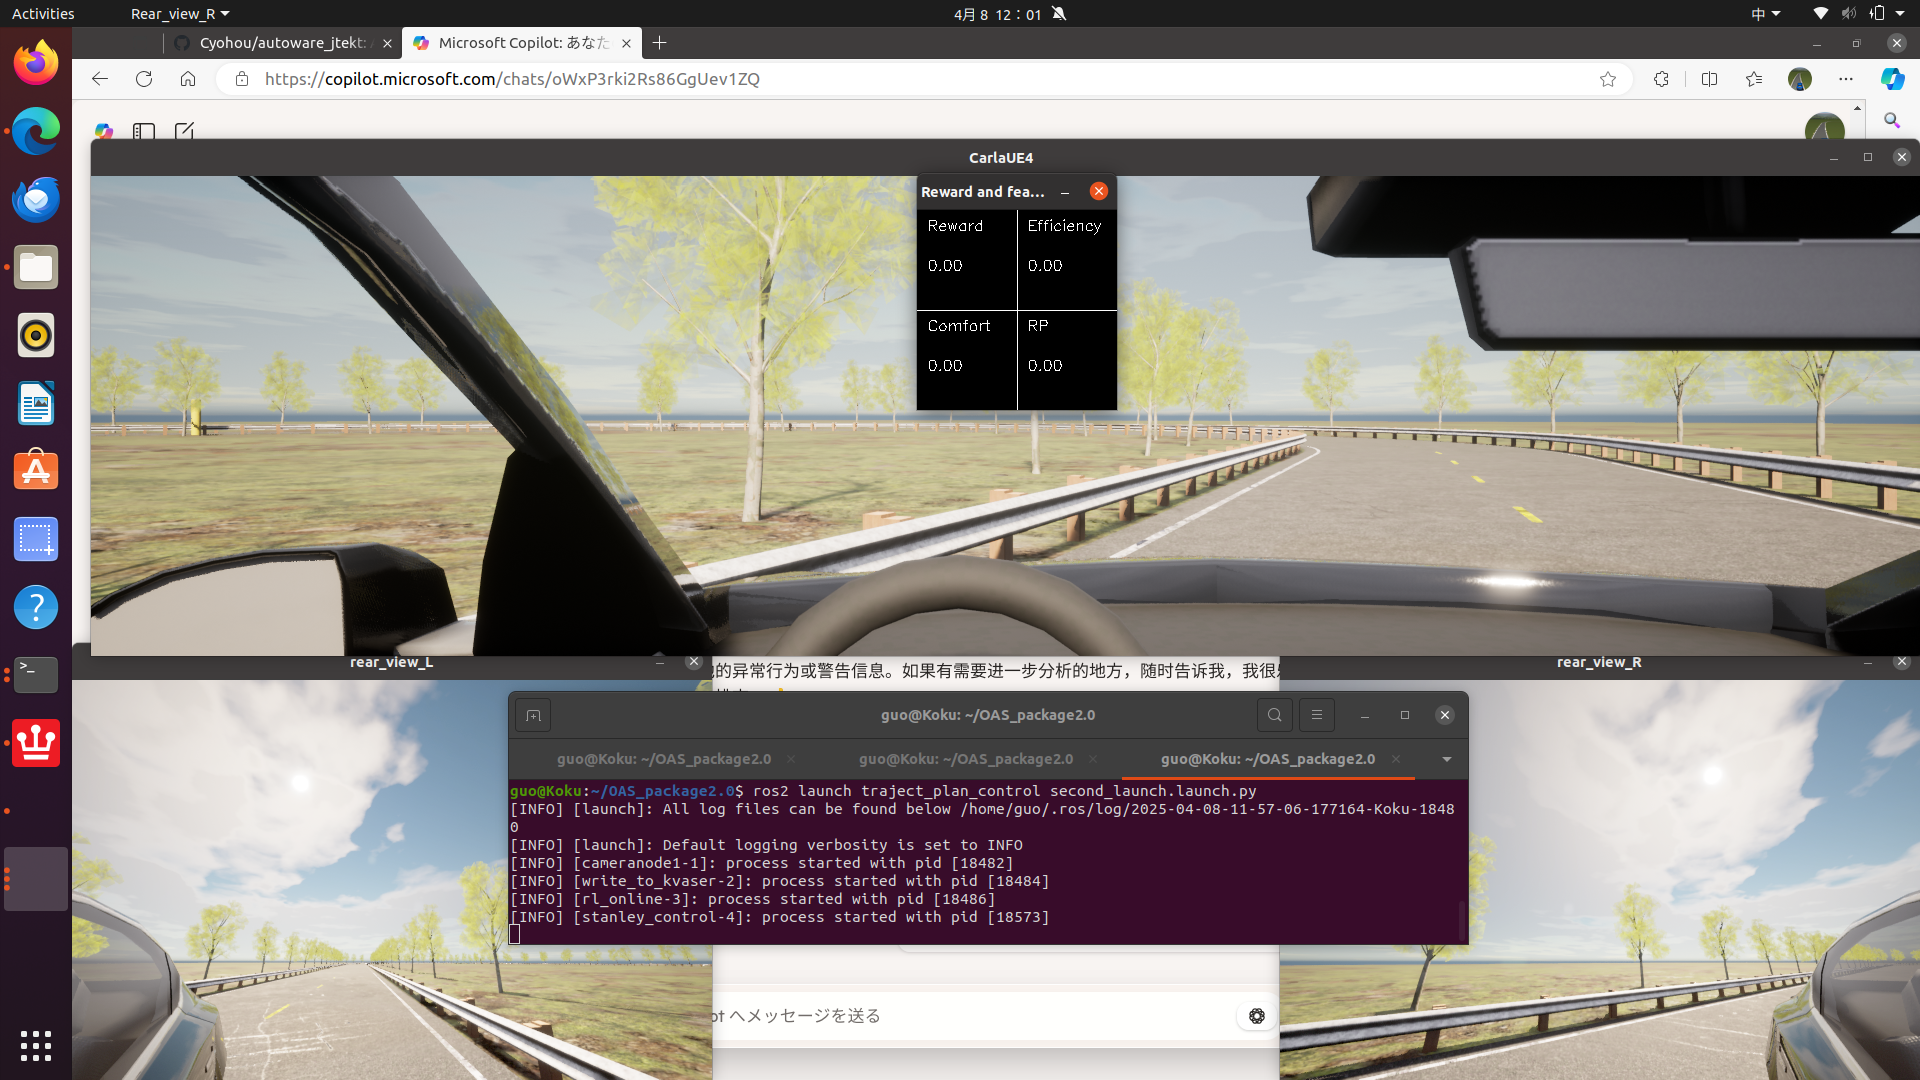 Activities
Rear_view_R
4月 8 12：01
中
Cyohou/autoware_jtekt:
Microsoft Copilot: あなた
https://copilot.microsoft.com/chats/oWxP3rki2Rs86GgUev1ZQ
CarlaUE4
Reward and fea...
Reward
Efficiency
0.00
0.00
Comfort
RP
0.00
0.00
rear_view_L
的异常行为或警告信息。如果有需要进一步分析的地方，随时告诉我，我很
rear_view_R
guo@Koku: ~/OAS_package2.0
guo@Koku: ~/OAS_package2.0
guo@Koku: ~/OAS_package2.0
guo@Koku: ~/OAS_package2.0
guo@Koku:~/OAS_package2.0$ ros2 launch traject_plan_control second_launch.launch.py
[INFO] [launch]: All log files can be found below /home/guo/.ros/log/2025-04-08-11-57-06-177164-Koku-1848
0
[INFO] [launch]: Default logging verbosity is set to INFO
[INFO] [cameranode1-1]: process started with pid [18482]
[INFO] [write_to_kvaser-2]: process started with pid [18484]
[INFO] [rl_online-3]: process started with pid [18486]
[INFO] [stanley_control-4]: process started with pid [18573]
ot へメッセージを送る